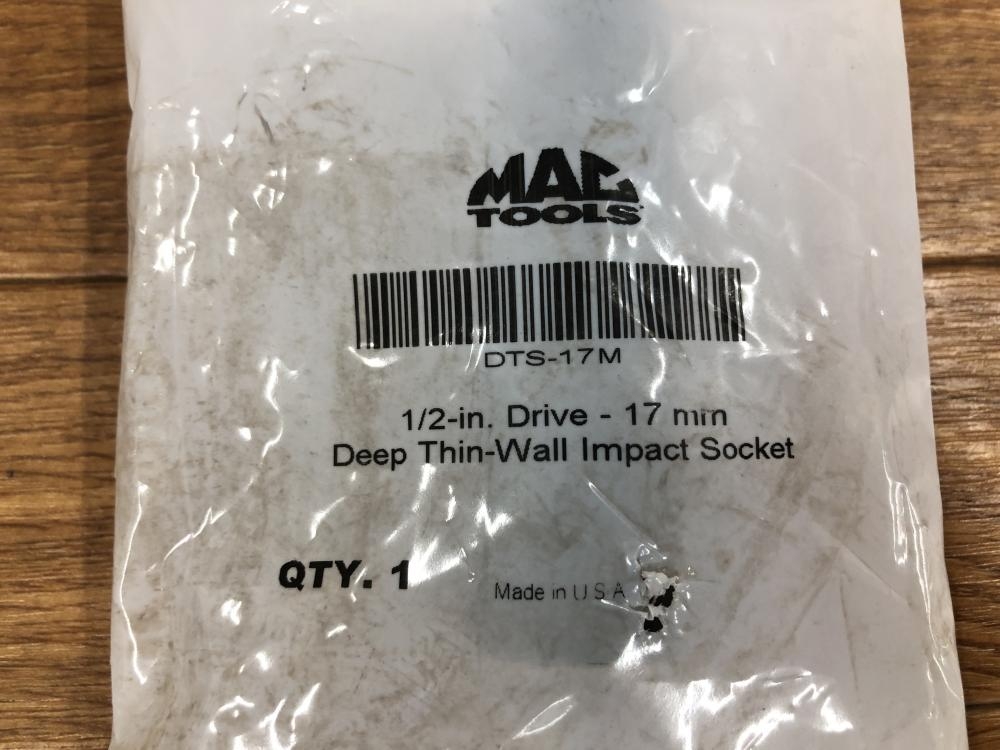 MAC
TOOLS
DTS-17M
1/2-in. Drive - 17 mm
Deep Thin-Wall Impact Socket
QTY. 1
Made in U S A